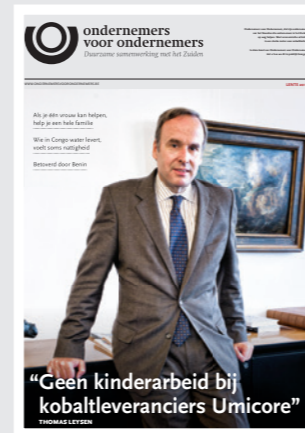 ondernemers
voor ondernemers
Duurzame samenwerking met het Zuiden
Als je één vrouw kan helpen,
help je een hele familie
Wie in Congo water levert,
voelt soms nattigheid
Betoverd door Benin
“Geen kinderarbeid bij
kobaltleveranciers Umicore”
THOMAS LEYSEN